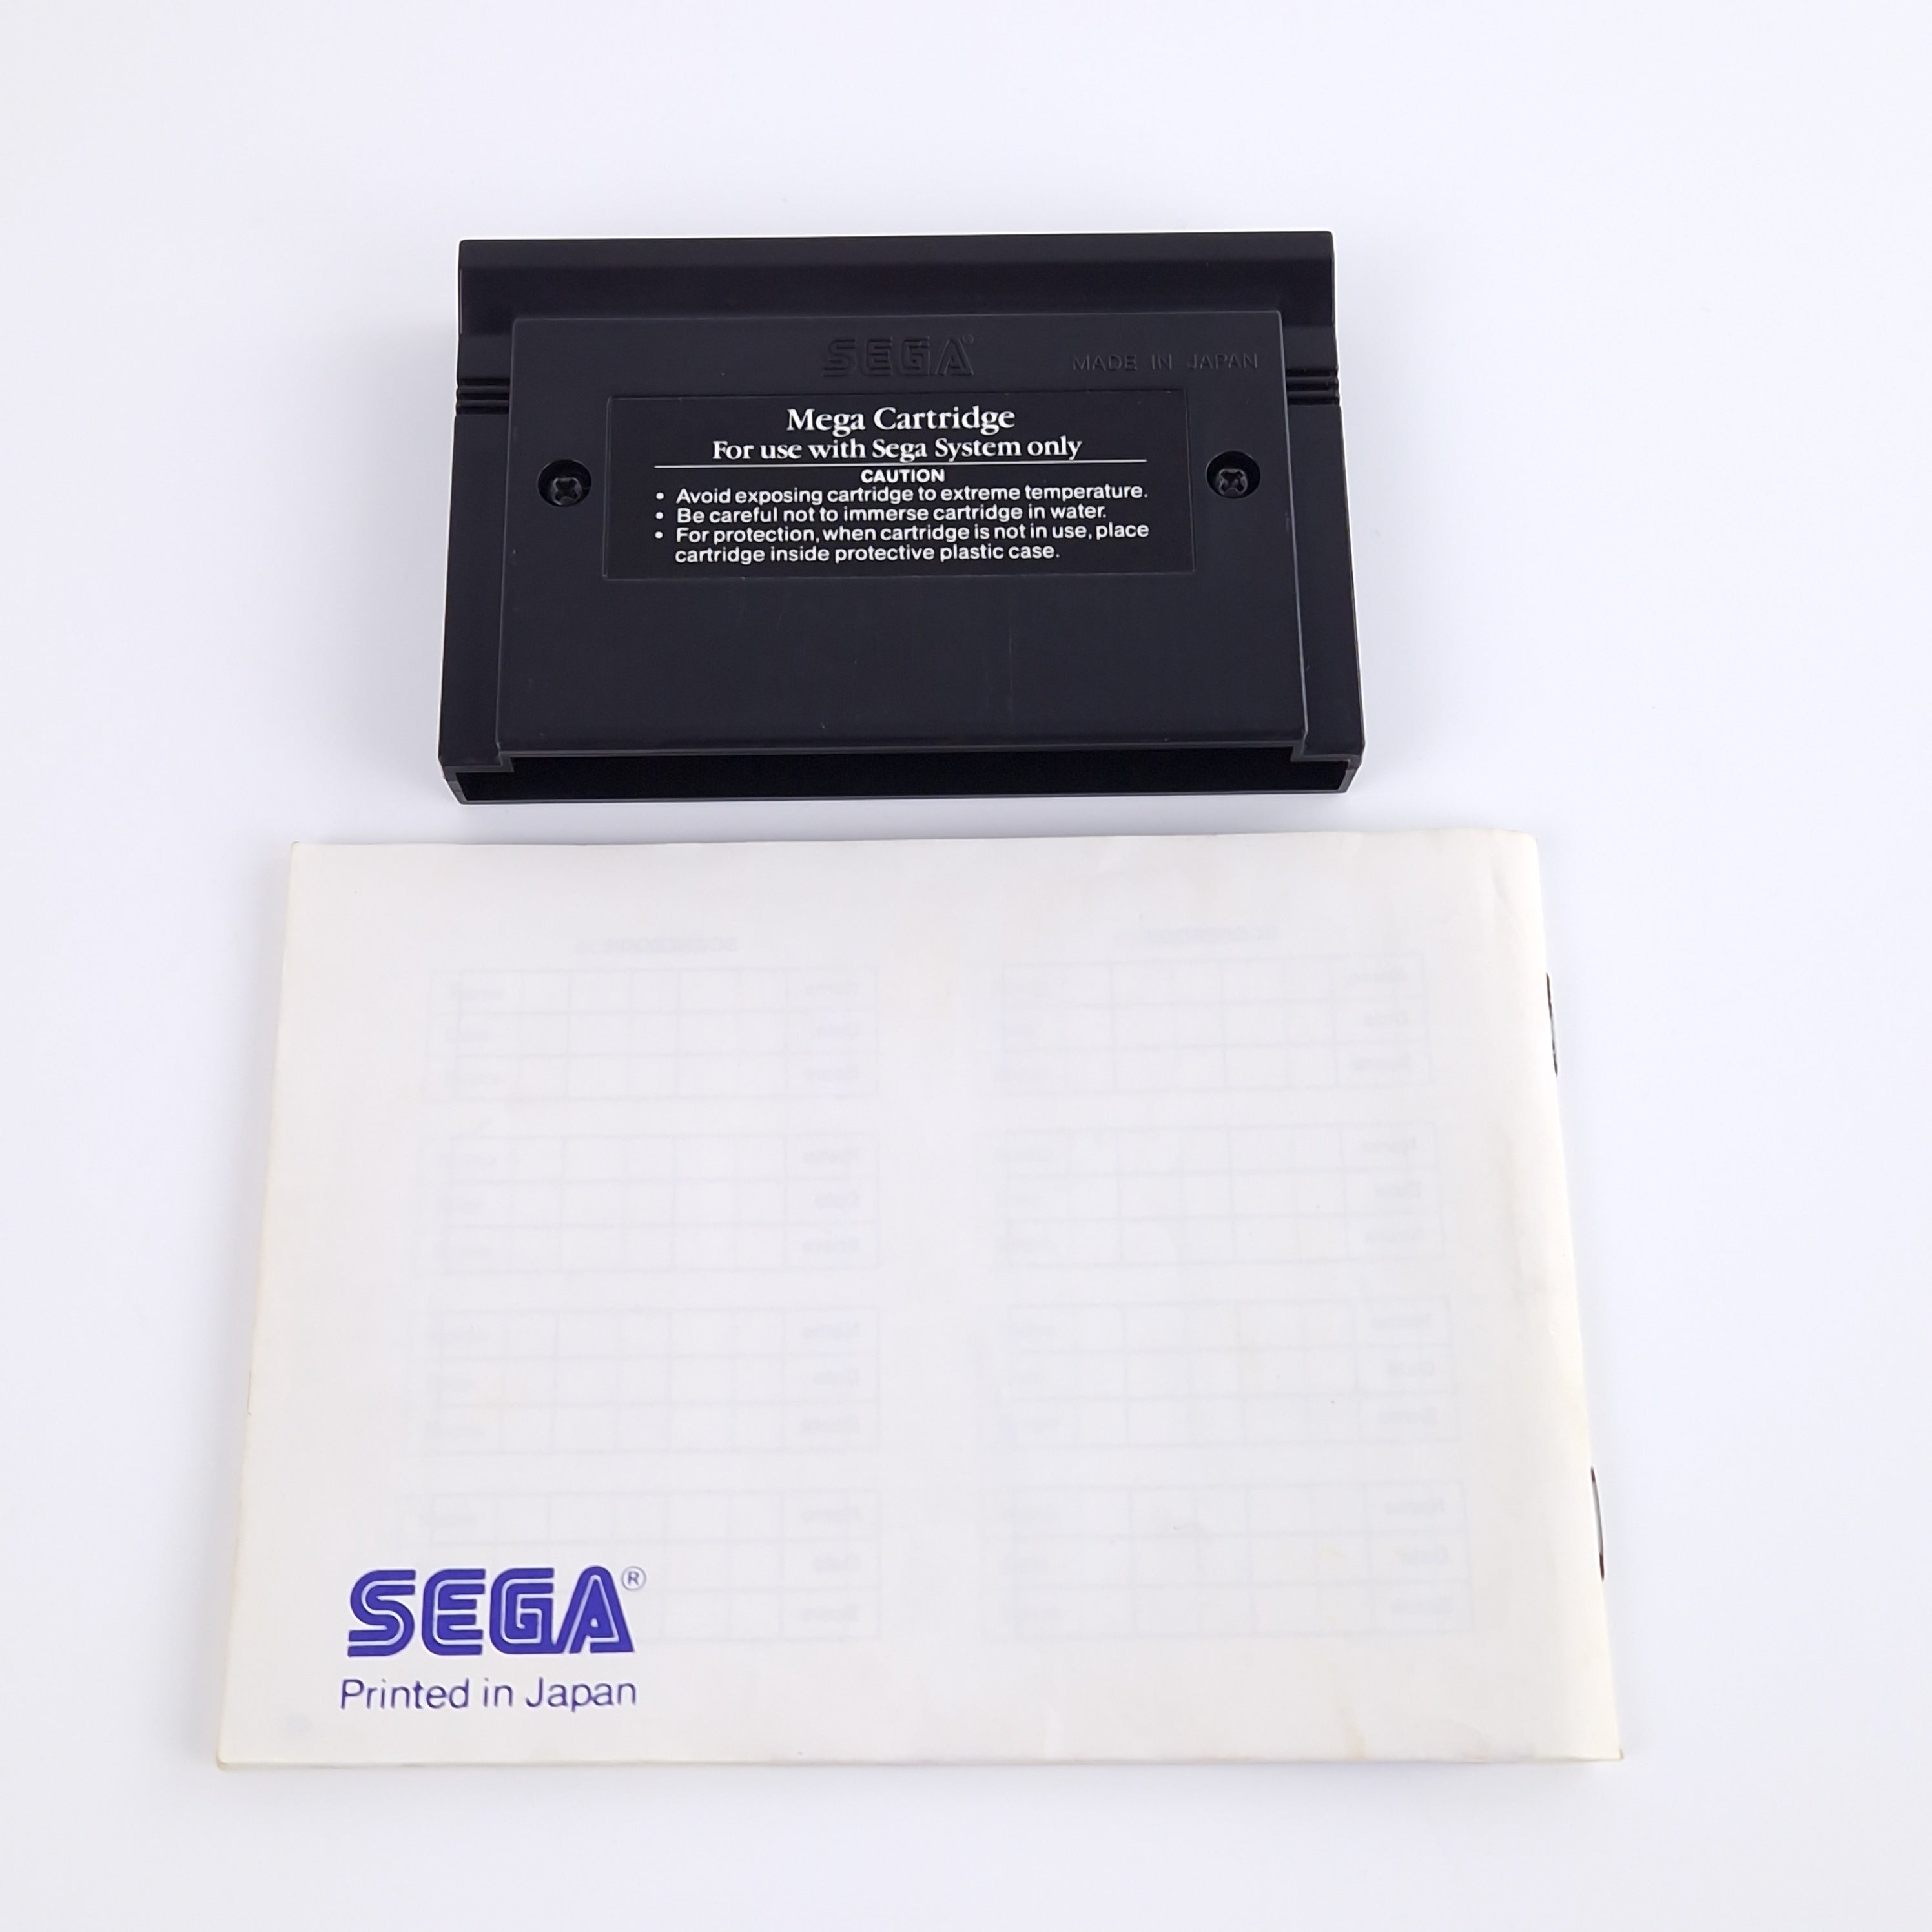 SEGA
MADE IN JAPAN
Mega Cartridge
For use with Sega System only
CAUTION
• Avoid exposing cartridge to extreme temperature.
• Be careful not to immerse cartridge in water.
• For protection, when cartridge is not in use, place
cartridge inside protective plastic case.
SEGA®
Printed in Japan